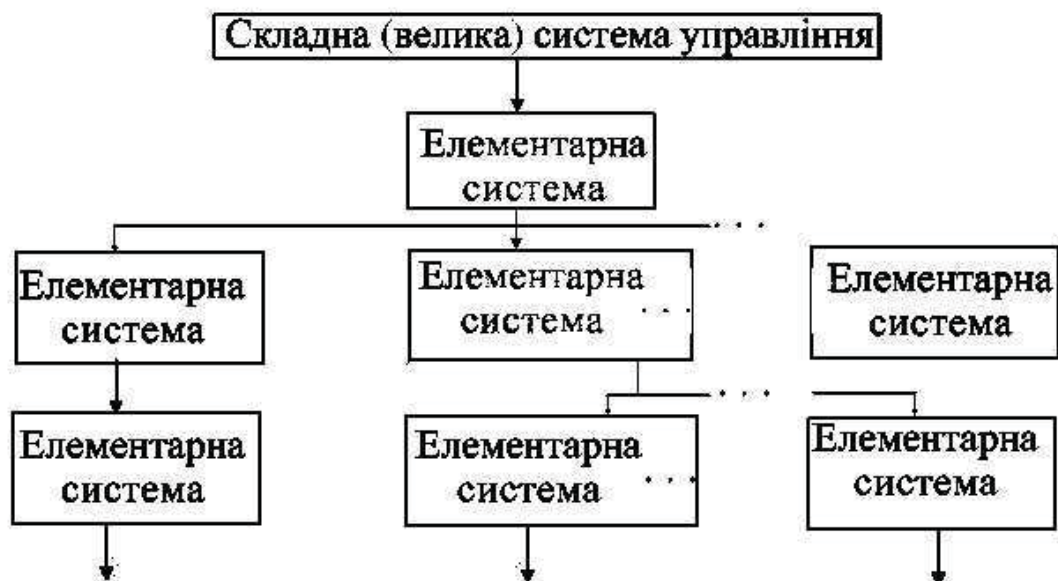 Складна (велика) система управління
Елементарна
система
. . .
Елементарна
система
Елементарна
система . . .
Елементарна
система
. . .
Елементарна
система
Елементарна
система . . .
Елементарна
система